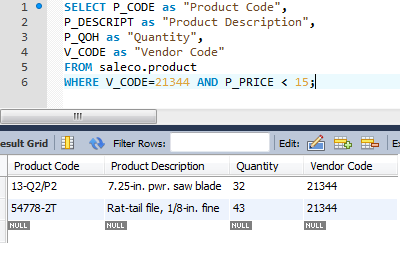 1 SELECT P_CODE as "Product Code",
2 P_DESCRIPT as "Product Description",
3 P_QOH as "Quantity",
4 V_CODE as "Vendor Code"
5 FROM saleco.product
6 WHERE V_CODE=21344 AND P_PRICE < 15;
esult Grid Filter Rows: Edit: Ex
Product Code Product Description Quantity Vendor Code
13-Q2/P2 7.25-in. pwr. saw blade 32 21344
54778-2T Rat-tail file, 1/8-in. fine 43 21344
NULL NULL NULL NULL